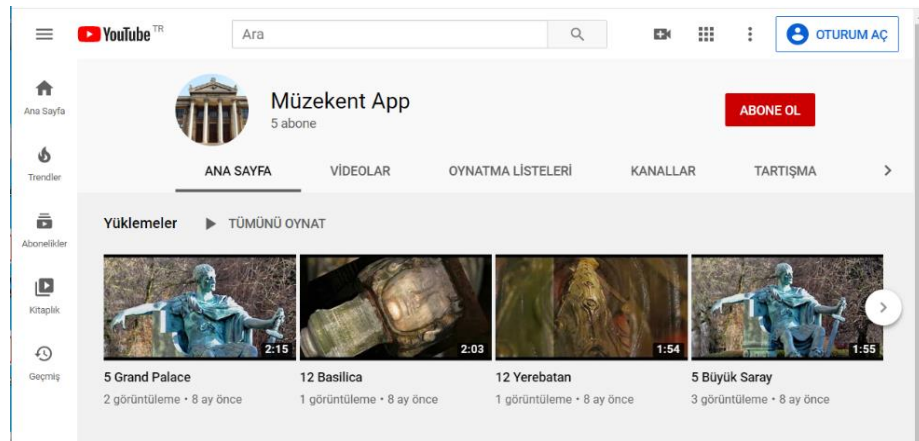 YouTube TR
Ara
OTURUM AÇ
Ana Sayfa
Trendler
Abonelikler
Kitaplık
Geçmiş
Müzekent App
5 abone
ABONE OL
ANA SAYFA VİDEOLAR OYNATMA LİSTELERİ KANALLAR TARTIŞMA
Yüklemeler TÜMÜNÜ OYNAT
2:15 2:03 1:54 1:55
5 Grand Palace 12 Basilica 12 Yerebatan 5 Büyük Saray
2 görüntüleme • 8 ay önce 1 görüntüleme • 8 ay önce 1 görüntüleme • 8 ay önce 3 görüntüleme • 8 ay önce